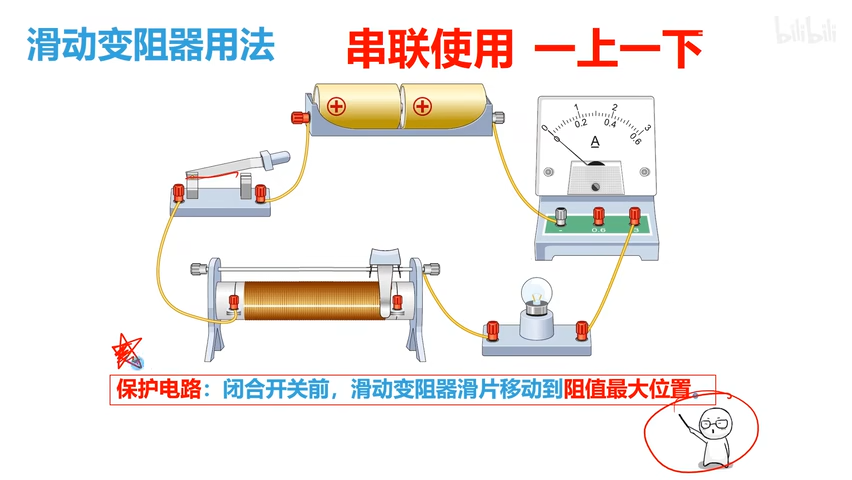 滑动变阻器用法
串联使用 一上一下
bilibili
0 1 2 3
0 0.2 0.4 0.6
A
- 0.6 3
保护电路：闭合开关前，滑动变阻器滑片移动到阻值最大位置。